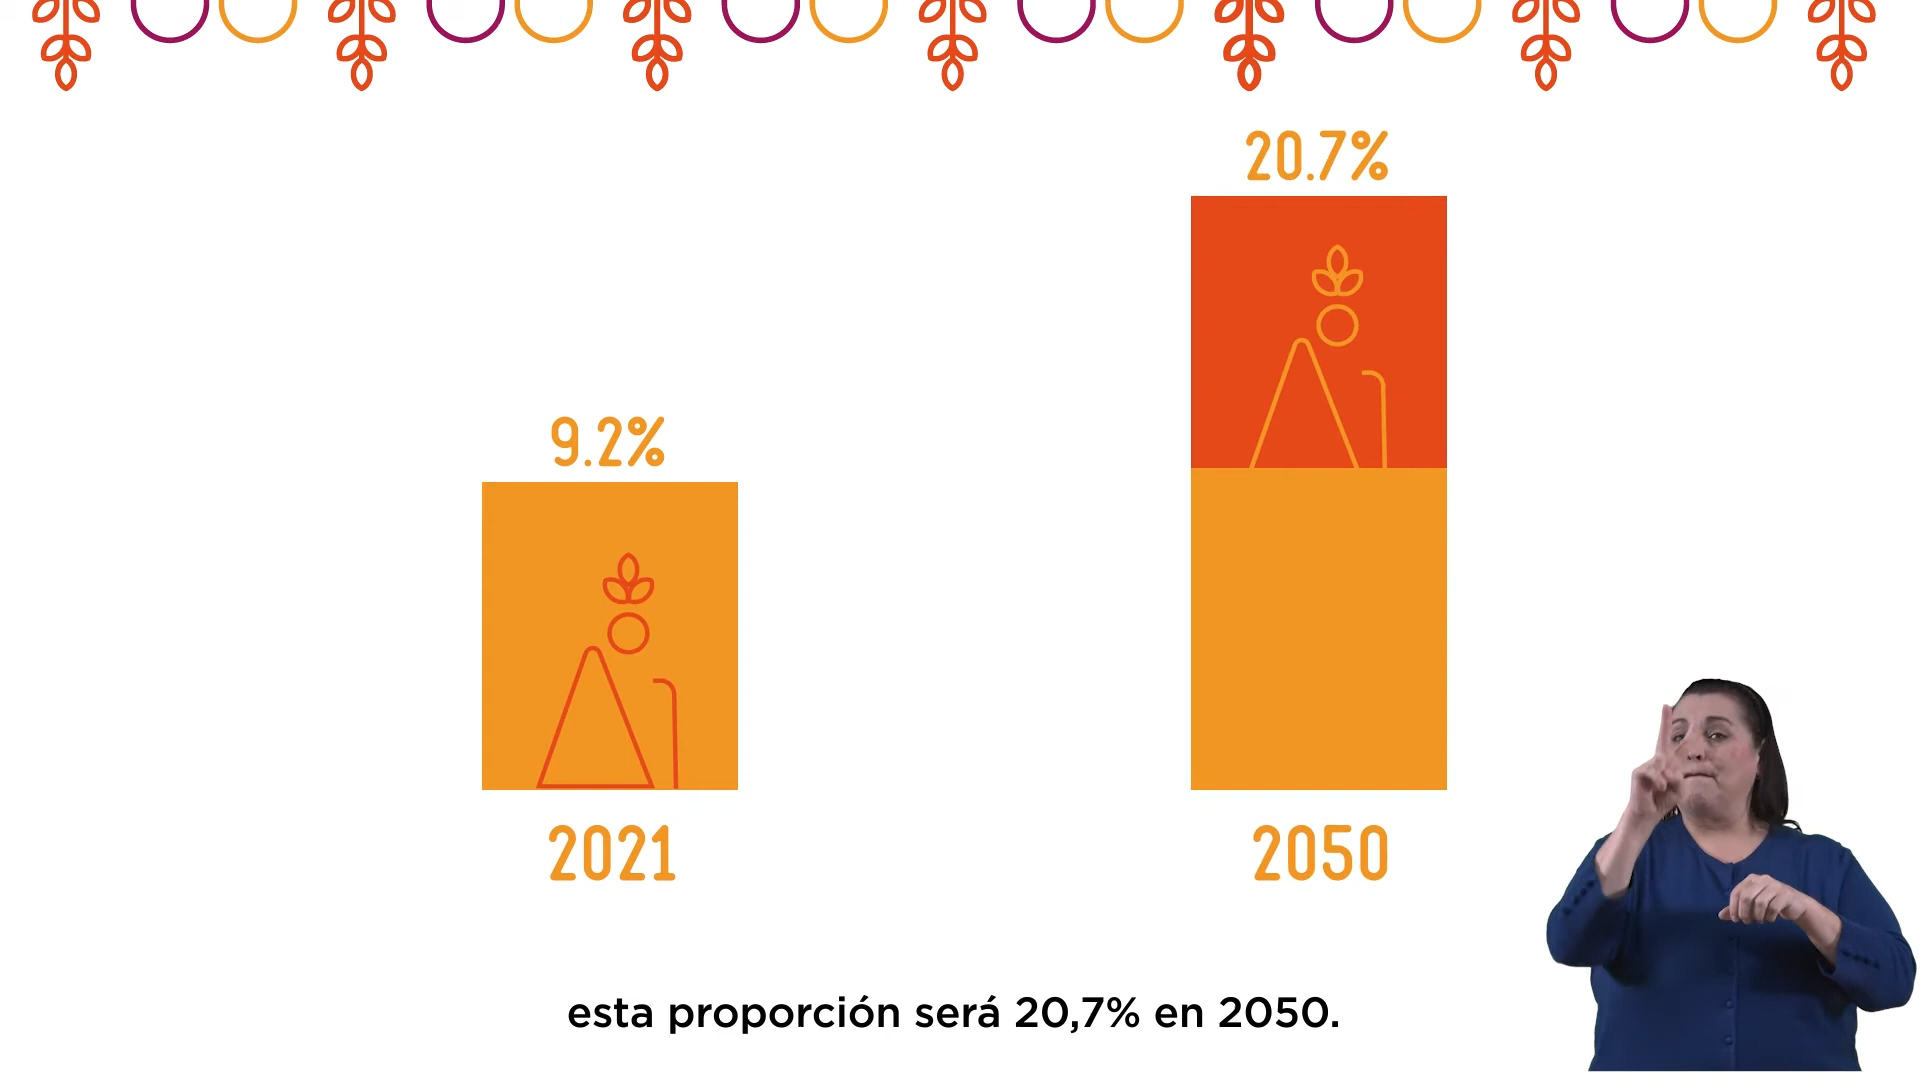 20.7%
9.2%
2021
2050
esta proporción será 20,7% en 2050.